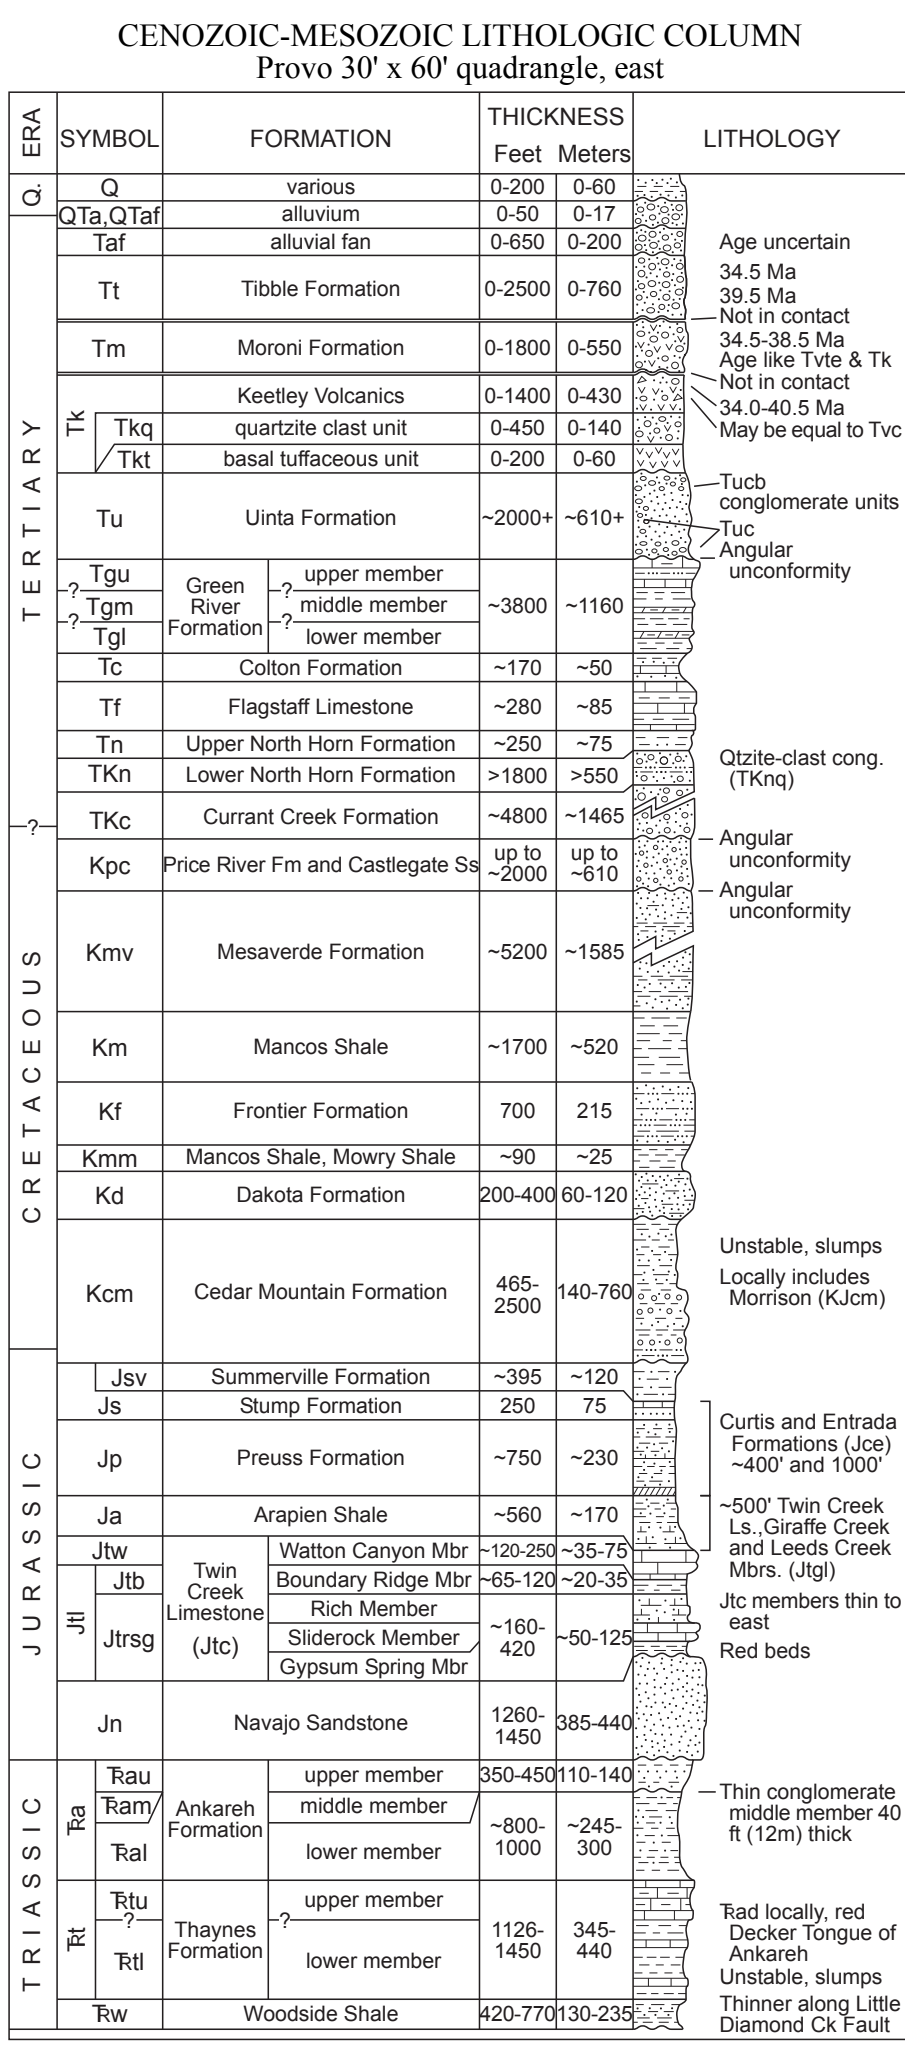 CENOZOIC-MESOZOIC LITHOLOGIC COLUMN
Provo 30' x 60' quadrangle, east
ERA SYMBOL FORMATION THICKNESS LITHOLOGY
Feet Meters
Q. Q various 0-200 0-60
QTa,QTaf alluvium 0-50 0-17
TERTIARY
Taf alluvial fan 0-650 0-200 Age uncertain
Tt Tibble Formation 0-2500 0-760
34.5 Ma
39.5 Ma
Not in contact
Tm Moroni Formation 0-1800 0-550
34.5-38.5 Ma
Age like Tvte & Tk
Not in contact
Tk Keetley Volcanics 0-1400 0-430
34.0-40.5 Ma
May be equal to Tvc
Tkq quartzite clast unit 0-450 0-140
Tkt basal tuffaceous unit 0-200 0-60
Tu Uinta Formation ~2000+ ~610+
Tucb
conglomerate units
Tuc
Angular
unconformity
Green
River
Formation
Tgu upper member
? ?
Tgm middle member ~3800 ~1160
? ?
Tgl lower member
Tc Colton Formation ~170 ~50
Tf Flagstaff Limestone ~280 ~85
Tn Upper North Horn Formation ~250 ~75
TKn Lower North Horn Formation >1800 >550
Qtzite-clast cong.
(TKnq)
TKc Currant Creek Formation ~4800 ~1465
?
Angular
unconformity
CRETACEOUS
Kpc Price River Fm and Castlegate Ss up to ~2000 up to ~610
Angular
unconformity
Kmv Mesaverde Formation ~5200 ~1585
Km Mancos Shale ~1700 ~520
Kf Frontier Formation 700 215
Kmm Mancos Shale, Mowry Shale ~90 ~25
Kd Dakota Formation 200-400 60-120
Kcm Cedar Mountain Formation 465-2500 140-760
Unstable, slumps
Locally includes
Morrison (KJcm)
JURASSIC
Jsv Summerville Formation ~395 ~120
Js Stump Formation 250 75
Jp Preuss Formation ~750 ~230
Curtis and Entrada
Formations (Jce)
~400' and 1000'
Ja Arapien Shale ~560 ~170
~500' Twin Creek
Ls.,Giraffe Creek
and Leeds Creek
Mbrs. (Jtgl)
Twin
Creek
Limestone
(Jtc)
Jtw Watton Canyon Mbr ~120-250 ~35-75
Jtl Jtb Boundary Ridge Mbr ~65-120 ~20-35
Jtrsg Rich Member
Sliderock Member ~160-420 ~50-125
Gypsum Spring Mbr
Jtc members thin to
east
Red beds
Jn Navajo Sandstone 1260-1450 385-440
TRIASSIC
Ꞧa Ankareh
Formation
Ꞧau upper member 350-450 110-140
Ꞧam middle member
Ꞧal lower member ~800-1000 ~245-300
Thin conglomerate
middle member 40
ft (12m) thick
Ꞧt Thaynes
Formation
Ꞧtu upper member
? ?
Ꞧtl lower member 1126-1450 345-440
Ꞧad locally, red
Decker Tongue of
Ankareh
Unstable, slumps
Ꞧw Woodside Shale 420-770 130-235
Thinner along Little
Diamond Ck Fault